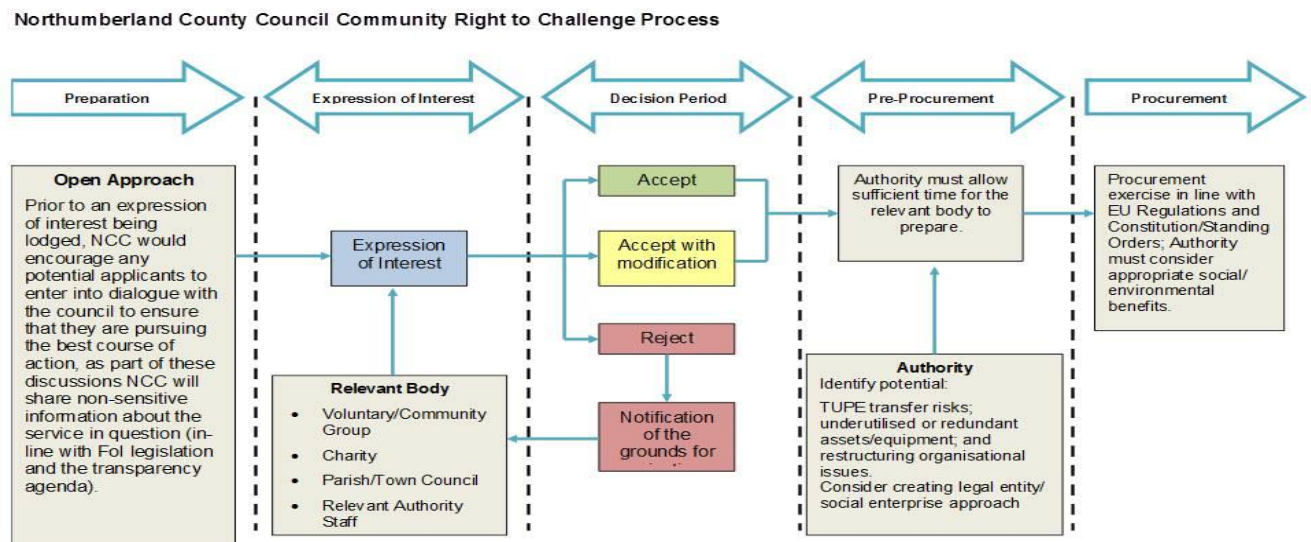 Northumberland County Council Community Right to Challenge Process
Preparation
Expression of Interest
Decision Period
Pre-Procurement
Procurement
Open Approach
Prior to an expression
of interest being
lodged, NCC would
encourage any
potential applicants to
enter into dialogue with
the council to ensure
that they are pursuing
the best course of
action, as part of these
discussions NCC will
share non-sensitive
information about the
service in question (in-
line with FoI legislation
and the transparency
agenda).
Expression
of Interest
Relevant Body
• Voluntary/Community
Group
• Charity
• Parish/Town Council
• Relevant Authority
Staff
Accept
Accept with
modification
Reject
Notification
of the
grounds for
Authority must allow
sufficient time for the
relevant body to
prepare.
Authority
Identify potential:
TUPE transfer risks;
underutilised or redundant
assets/equipment; and
restructuring organisational
issues.
Consider creating legal entity/
social enterprise approach
Procurement
exercise in line with
EU Regulations and
Constitution/Standing
Orders; Authority
must consider
appropriate social/
environmental
benefits.